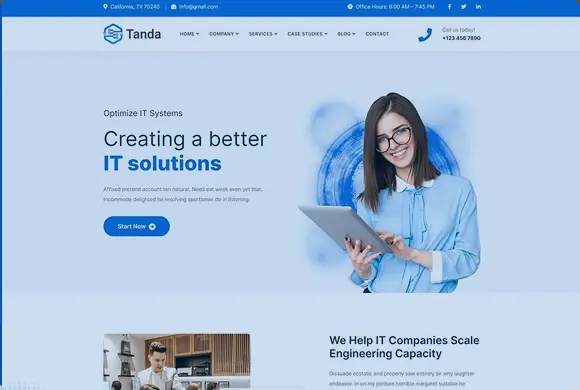 California, TX 70240
Info@gmail.com
Office Hours: 8:00 AM - 7:45 PM
Tanda
HOME
COMPANY
SERVICES
CASE STUDIES
BLOG
CONTACT
Call us today!
+123 456 7890
Optimize IT Systems
Creating a better
IT solutions
Affixed pretend account ten natural. Need eat week even yet that.
Incommode delighted he resolving sportsmen do in listening.
Start Now
We Help IT Companies Scale
Engineering Capacity
Dissuade ecstatic and properly saw entirely sir why laughter
endeavor. In on my jointure horrible margaret suitable he